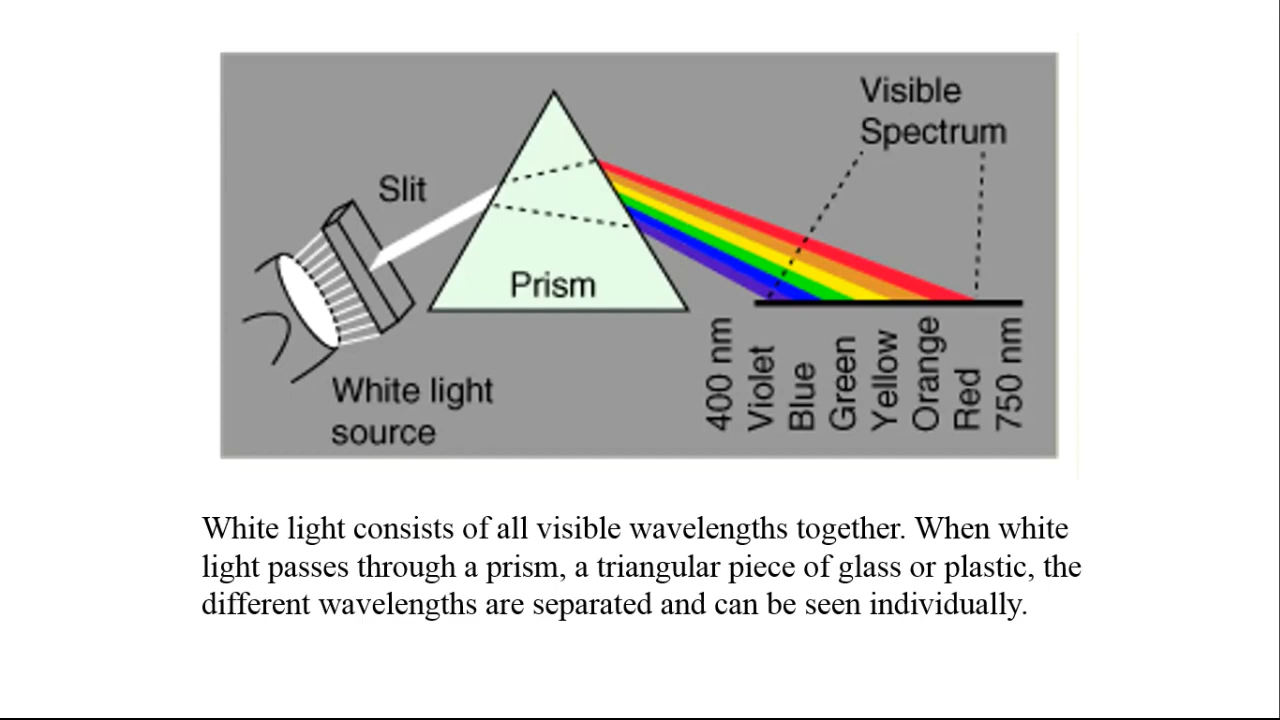 Visible
Spectrum
Slit
Prism
White light
source
400 nm
Violet
Blue
Green
Yellow
Orange
Red
750 nm
White light consists of all visible wavelengths together. When white
light passes through a prism, a triangular piece of glass or plastic, the
different wavelengths are separated and can be seen individually.